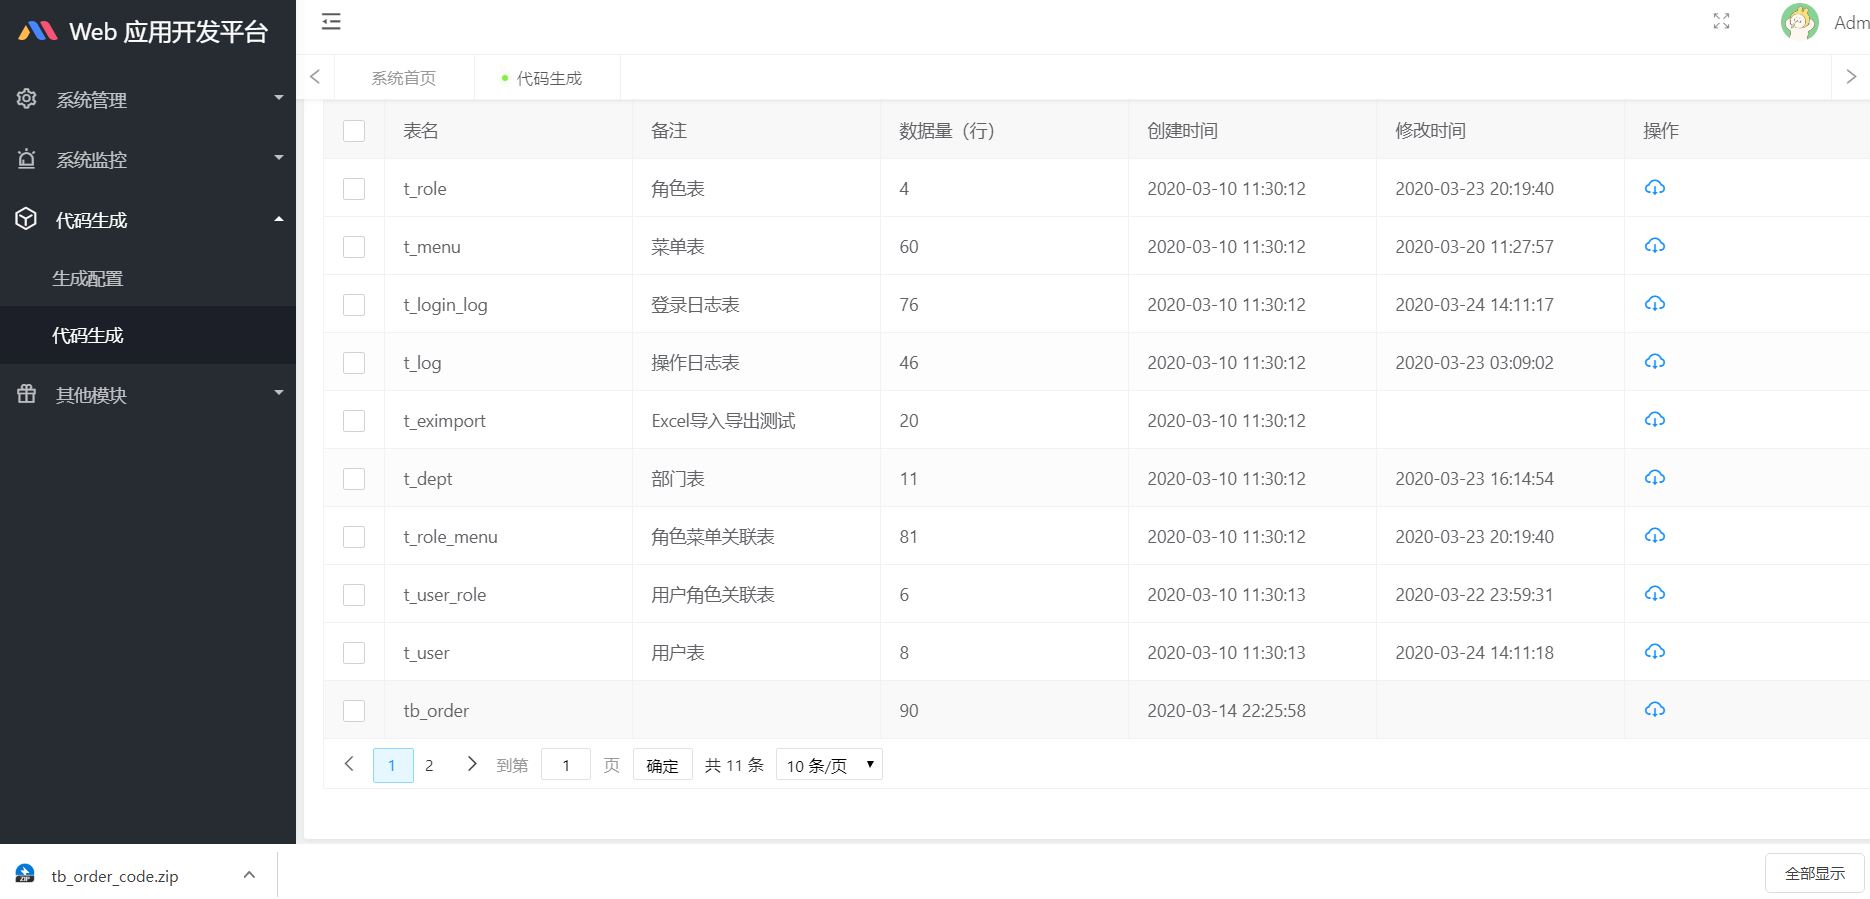 Web 应用开发平台
Adm
系统管理
系统监控
代码生成
生成配置
代码生成
其他模块
系统首页 代码生成
表名 备注 数据量（行） 创建时间 修改时间 操作
t_role 角色表 4 2020-03-10 11:30:12 2020-03-23 20:19:40
t_menu 菜单表 60 2020-03-10 11:30:12 2020-03-20 11:27:57
t_login_log 登录日志表 76 2020-03-10 11:30:12 2020-03-24 14:11:17
t_log 操作日志表 46 2020-03-10 11:30:12 2020-03-23 03:09:02
t_eximport Excel导入导出测试 20 2020-03-10 11:30:12
t_dept 部门表 11 2020-03-10 11:30:12 2020-03-23 16:14:54
t_role_menu 角色菜单关联表 81 2020-03-10 11:30:12 2020-03-23 20:19:40
t_user_role 用户角色关联表 6 2020-03-10 11:30:13 2020-03-22 23:59:31
t_user 用户表 8 2020-03-10 11:30:13 2020-03-24 14:11:18
tb_order 90 2020-03-14 22:25:58
1 2 到第 1 页 确定 共 11 条 10 条/页
tb_order_code.zip
全部显示